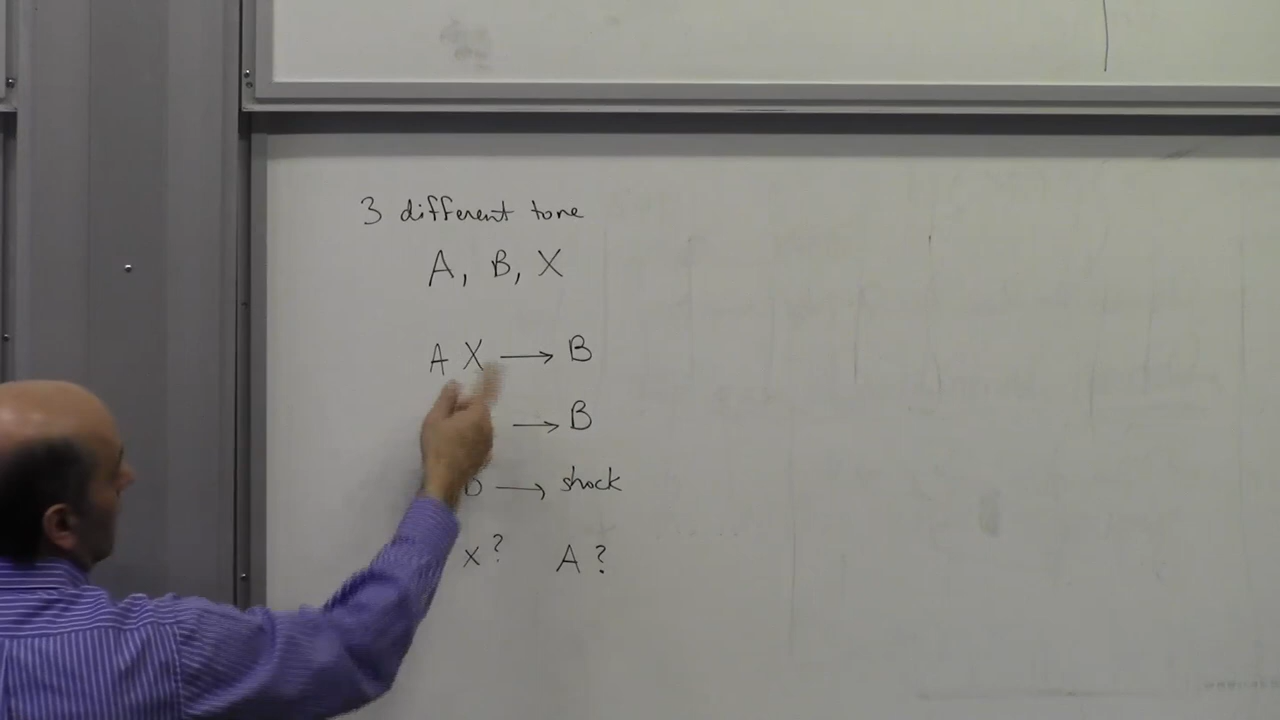 3 different tone
A, B, X
A X → B
→ B
→ shock
x? A?